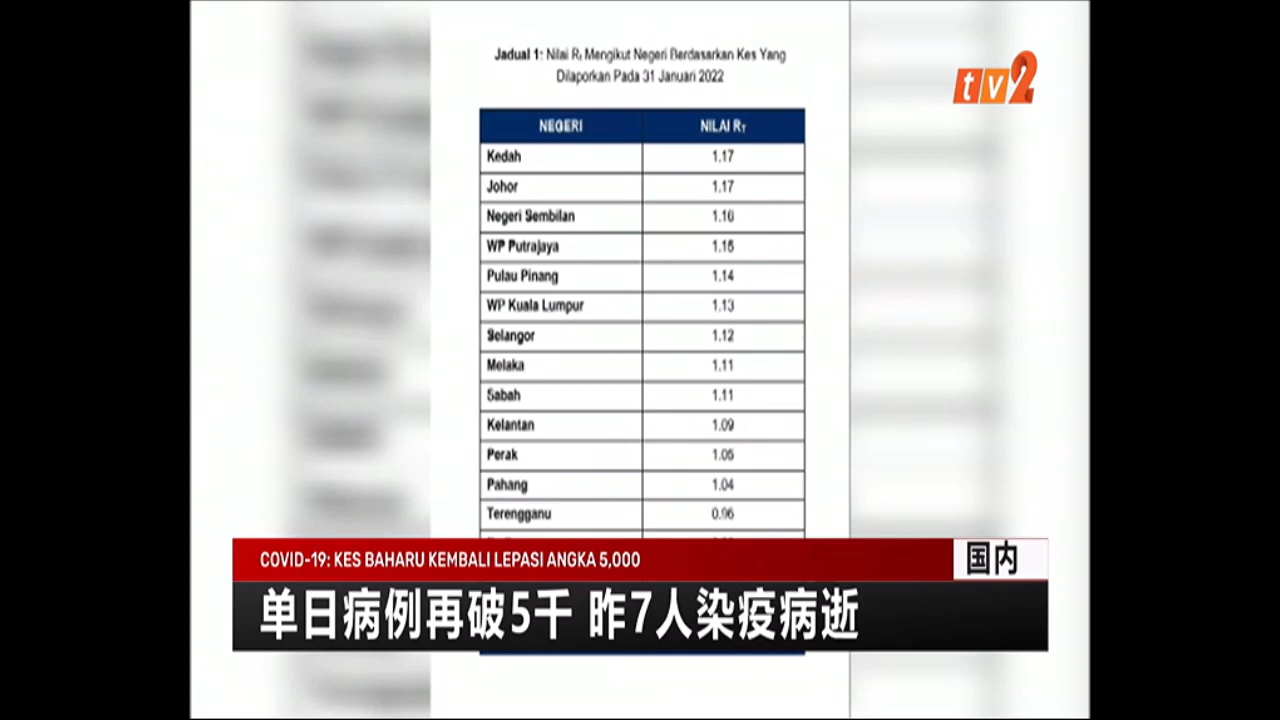 Jadual 1: Nilai Rt Mengikut Negeri Berdasarkan Kes Yang
Dilaporkan Pada 31 Januari 2022
tv2
NEGERI NILAI RT
Kedah 1.17
Johor 1.17
Negeri Sembilan 1.16
WP Putrajaya 1.15
Pulau Pinang 1.14
WP Kuala Lumpur 1.13
Selangor 1.12
Melaka 1.11
Sabah 1.11
Kelantan 1.09
Perak
Pahang 1.04
Terengganu 0.96
COVID-19: KES BAHARU KEMBALI LEPASI ANGKA 5,000
国内
单日病例再破5千 昨7人染疫病逝